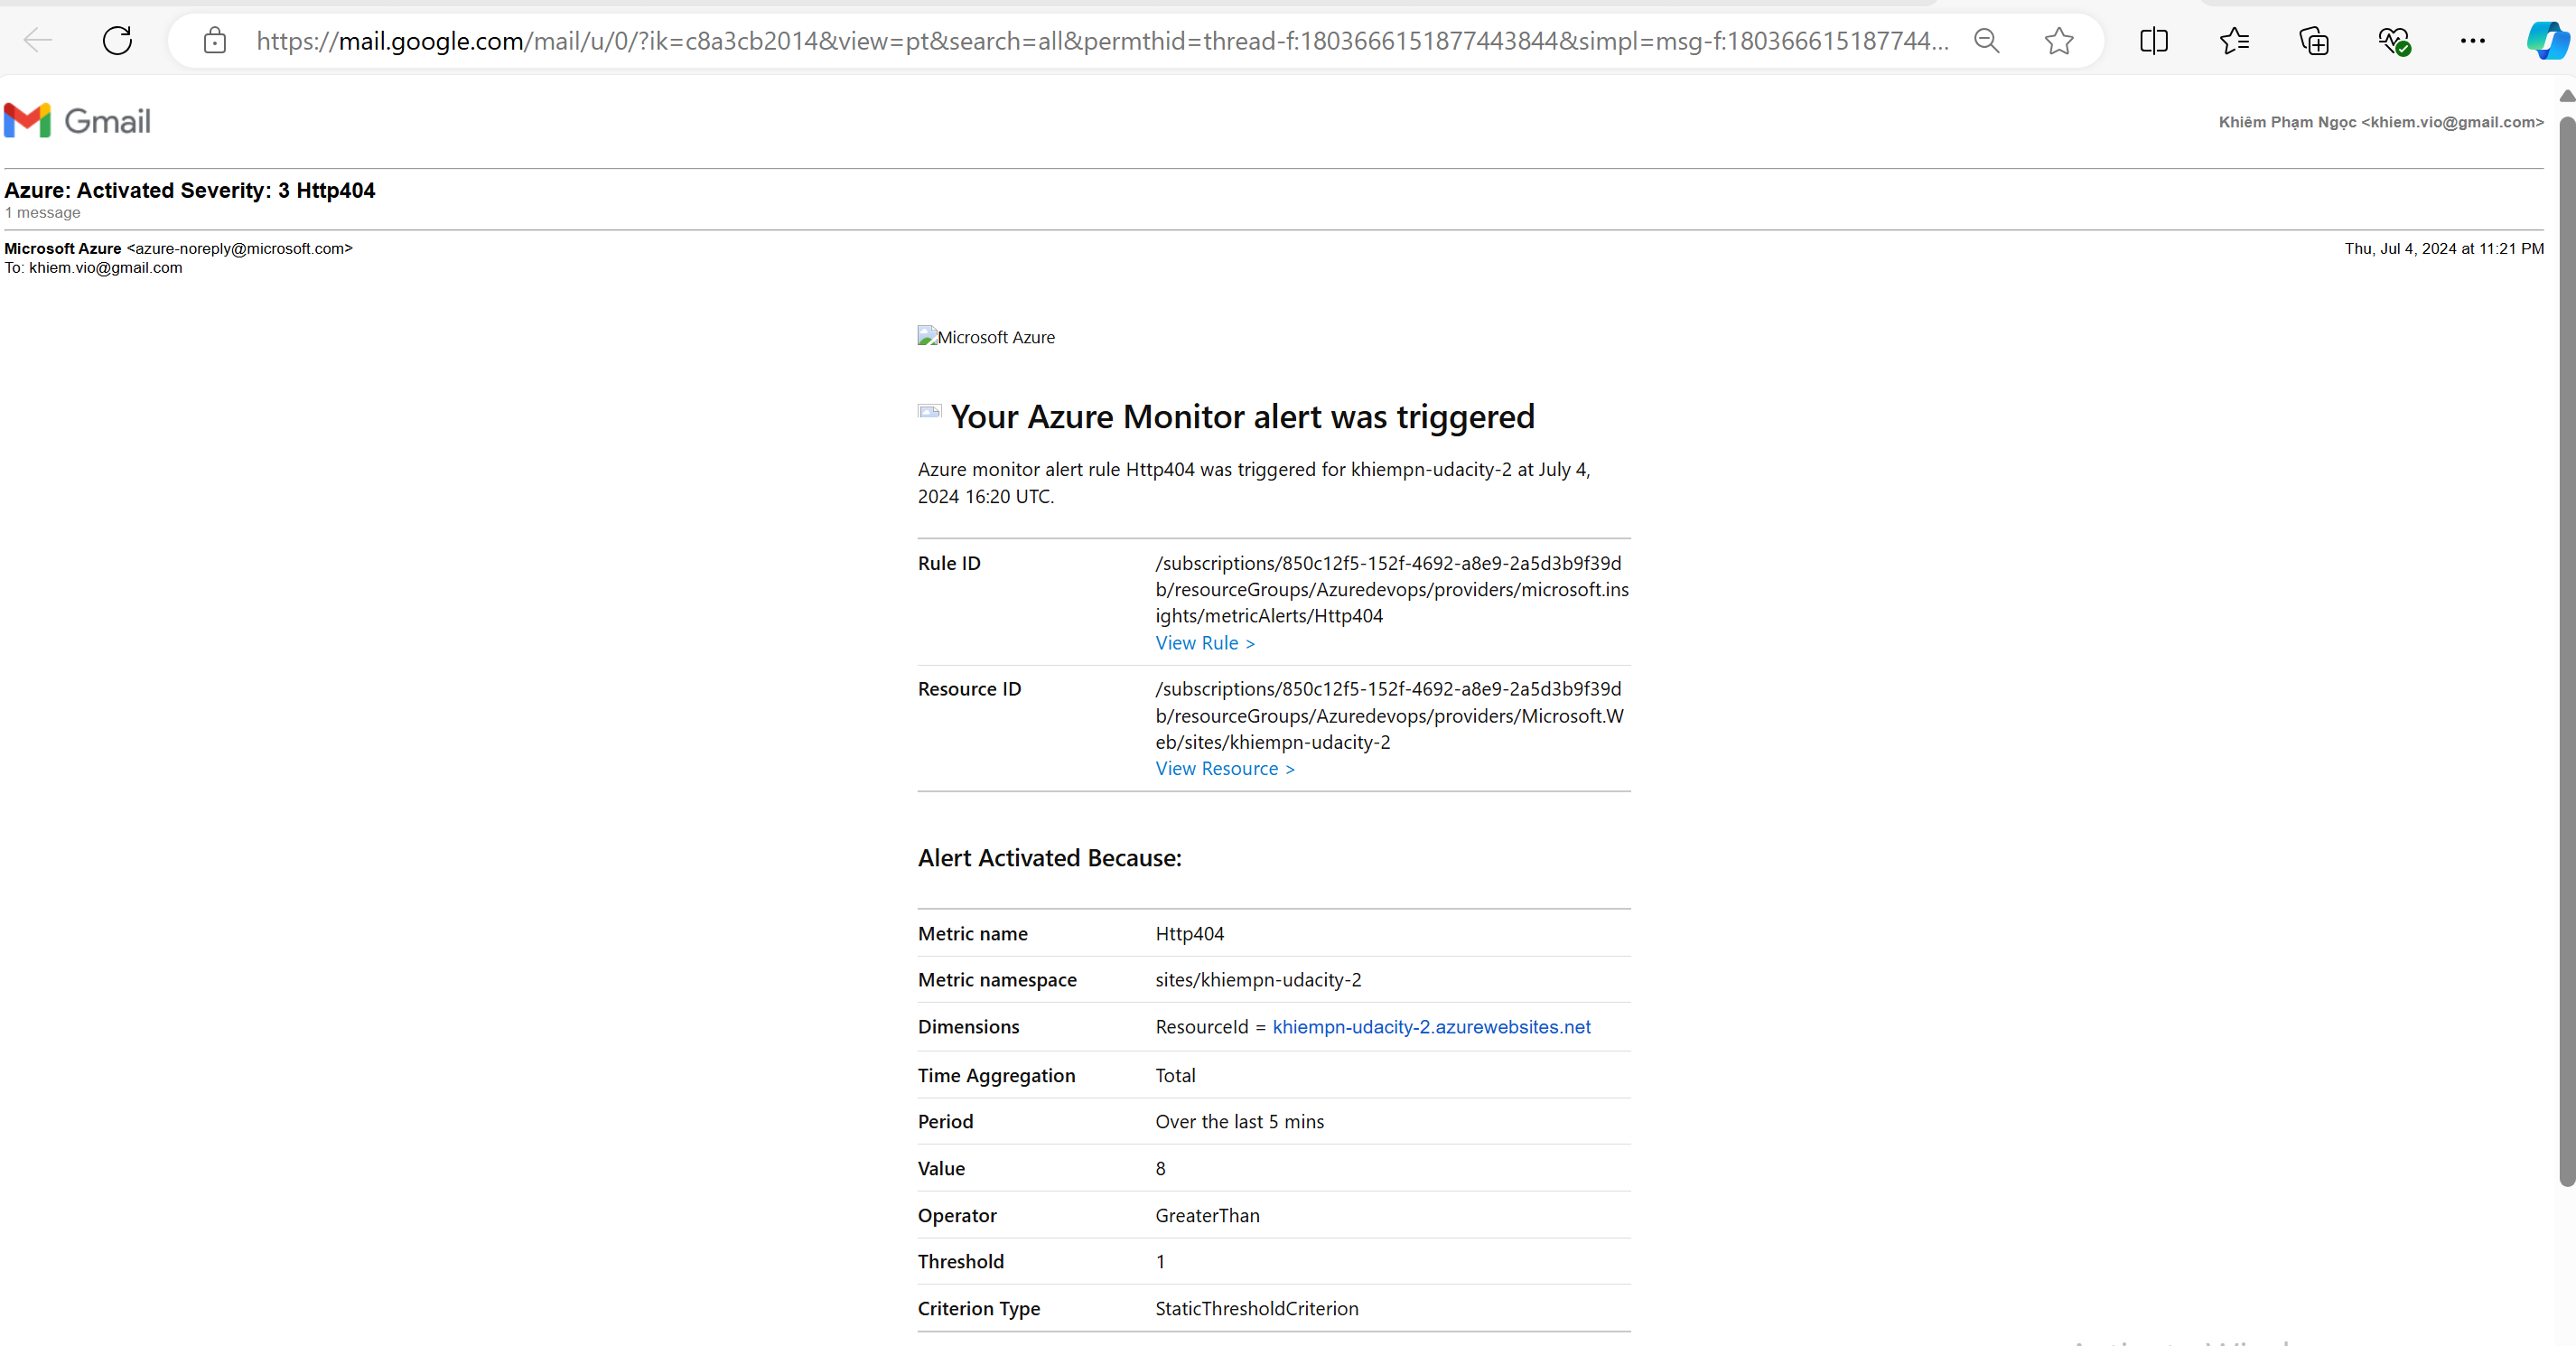 https://mail.google.com/mail/u/0/?ik=c8a3cb2014&view=pt&search=all&permthid=thread-f:1803666151877443844&simpl=msg-f:180366615187744...
Gmail
Khiêm Phạm Ngọc <khiem.vio@gmail.com>
Azure: Activated Severity: 3 Http404
1 message
Microsoft Azure <azure-noreply@microsoft.com>
Thu, Jul 4, 2024 at 11:21 PM
To: khiem.vio@gmail.com
Microsoft Azure
Your Azure Monitor alert was triggered
Azure monitor alert rule Http404 was triggered for khiempn-udacity-2 at July 4,
2024 16:20 UTC.
Rule ID
/subscriptions/850c12f5-152f-4692-a8e9-2a5d3b9f39d
b/resourceGroups/Azuredevops/providers/microsoft.ins
ights/metricAlerts/Http404
View Rule >
Resource ID
/subscriptions/850c12f5-152f-4692-a8e9-2a5d3b9f39d
b/resourceGroups/Azuredevops/providers/Microsoft.W
eb/sites/khiempn-udacity-2
View Resource >
Alert Activated Because:
Metric name Http404
Metric namespace sites/khiempn-udacity-2
Dimensions ResourceId = khiempn-udacity-2.azurewebsites.net
Time Aggregation Total
Period Over the last 5 mins
Value 8
Operator GreaterThan
Threshold 1
Criterion Type StaticThresholdCriterion